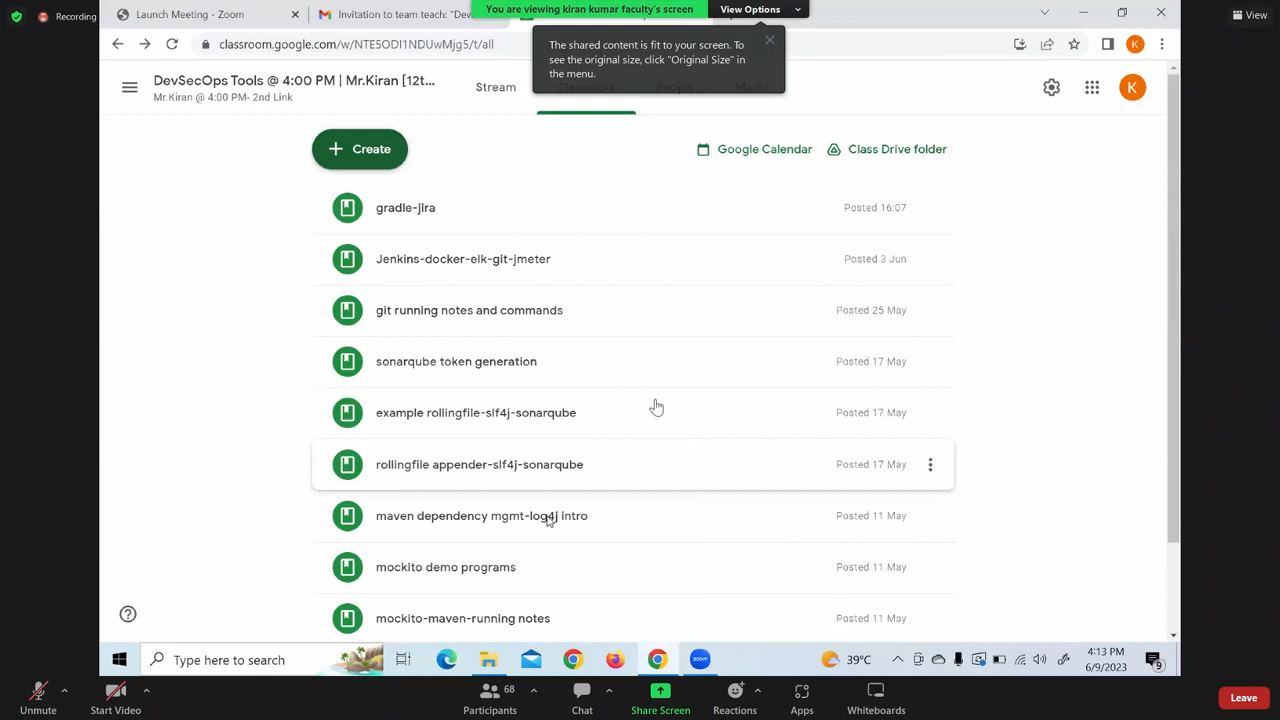 Recording
Launch Meeting - Zoom
Invitation to team teach: "De
You are viewing kiran kumar faculty's screen
View Options
View
classroom.google.com/w/NTE5ODI1NDUwMjg5/t/all
K
The shared content is fit to your screen. To
see the original size, click "Original Size" in
the menu.
DevSecOps Tools @ 4:00 PM | Mr.Kiran [12t...
Mr.Kiran @ 4:00 PM- 2nd Link
Stream
Classwork
People
Marks
K
Create
Google Calendar
Class Drive folder
gradle-jira
Posted 16:07
Jenkins-docker-elk-git-jmeter
Posted 3 Jun
git running notes and commands
Posted 25 May
sonarqube token generation
Posted 17 May
example rollingfile-slf4j-sonarqube
Posted 17 May
rollingfile appender-slf4j-sonarqube
Posted 17 May
maven dependency mgmt-log4j intro
Posted 11 May
mockito demo programs
Posted 11 May
mockito-maven-running notes
Posted 11 May
Type here to search
39°C
4:13 PM
6/9/2023
9
Unmute
Start Video
68
Participants
Chat
Share Screen
Reactions
Apps
Whiteboards
Leave